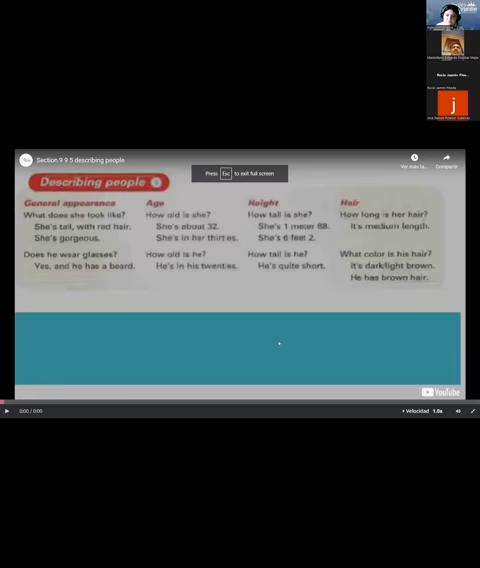 Section 9 9 5 describing people
Ver más ta...
Compartir
Press Esc to exit full screen
Describing people
General appearance
What does she look like?
She's tall, with red hair.
She's gorgeous.
Does he wear glasses?
Yes, and he has a beard.
Age
How old is she?
She's about 32.
She's in her thirties.
How old is he?
He's in his twenties.
Height
How tall is she?
She's 1 meter 88.
She's 6 feet 2.
How tall is he?
He's quite short.
Hair
How long is her hair?
It's medium length.
What color is his hair?
It's dark/light brown.
He has brown hair.
YouTube
0:00 / 0:00
Velocidad 1.0x
j